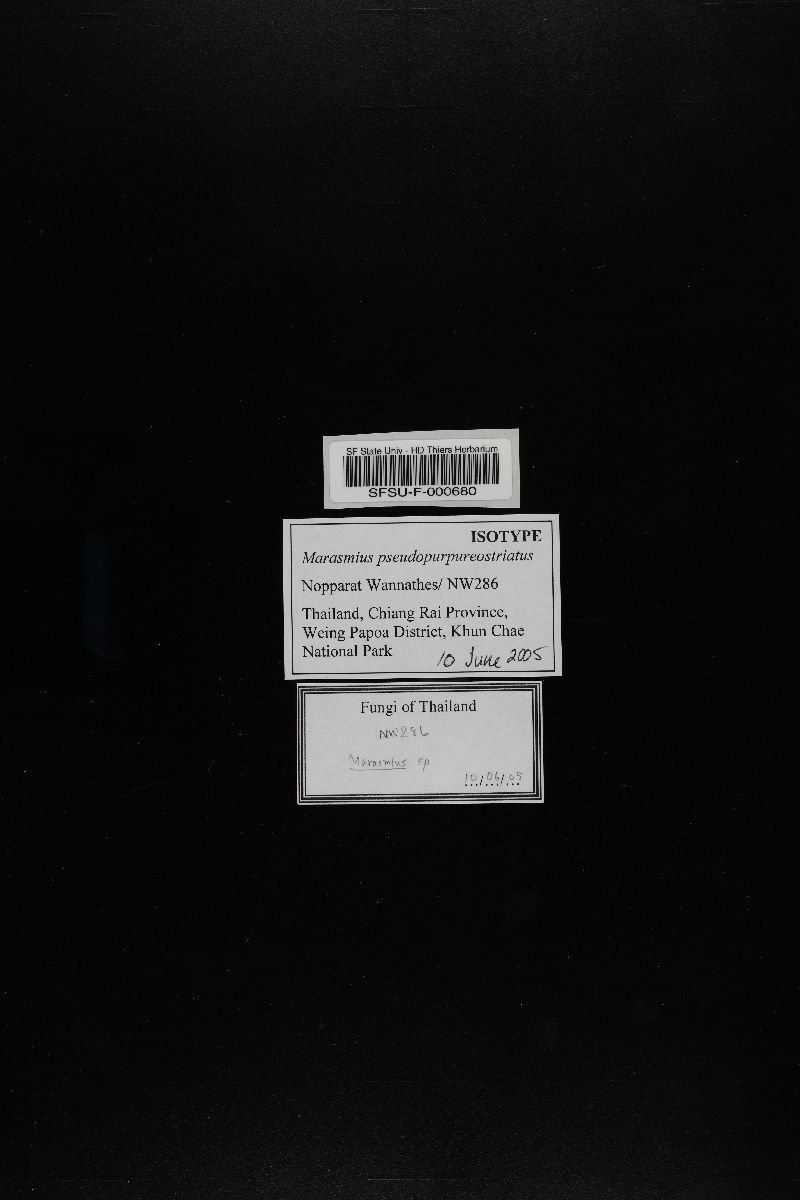 SF State Univ - HD Thiers Herbarium
SFSU-F-000680
ISOTYPE
Marasmius pseudopurpureostriatus
Nopparat Wannathes/ NW286
Thailand, Chiang Rai Province,
Weing Papoa District, Khun Chae
National Park
10 June 2005
Fungi of Thailand
NW286
Marasmius sp
10/06/05